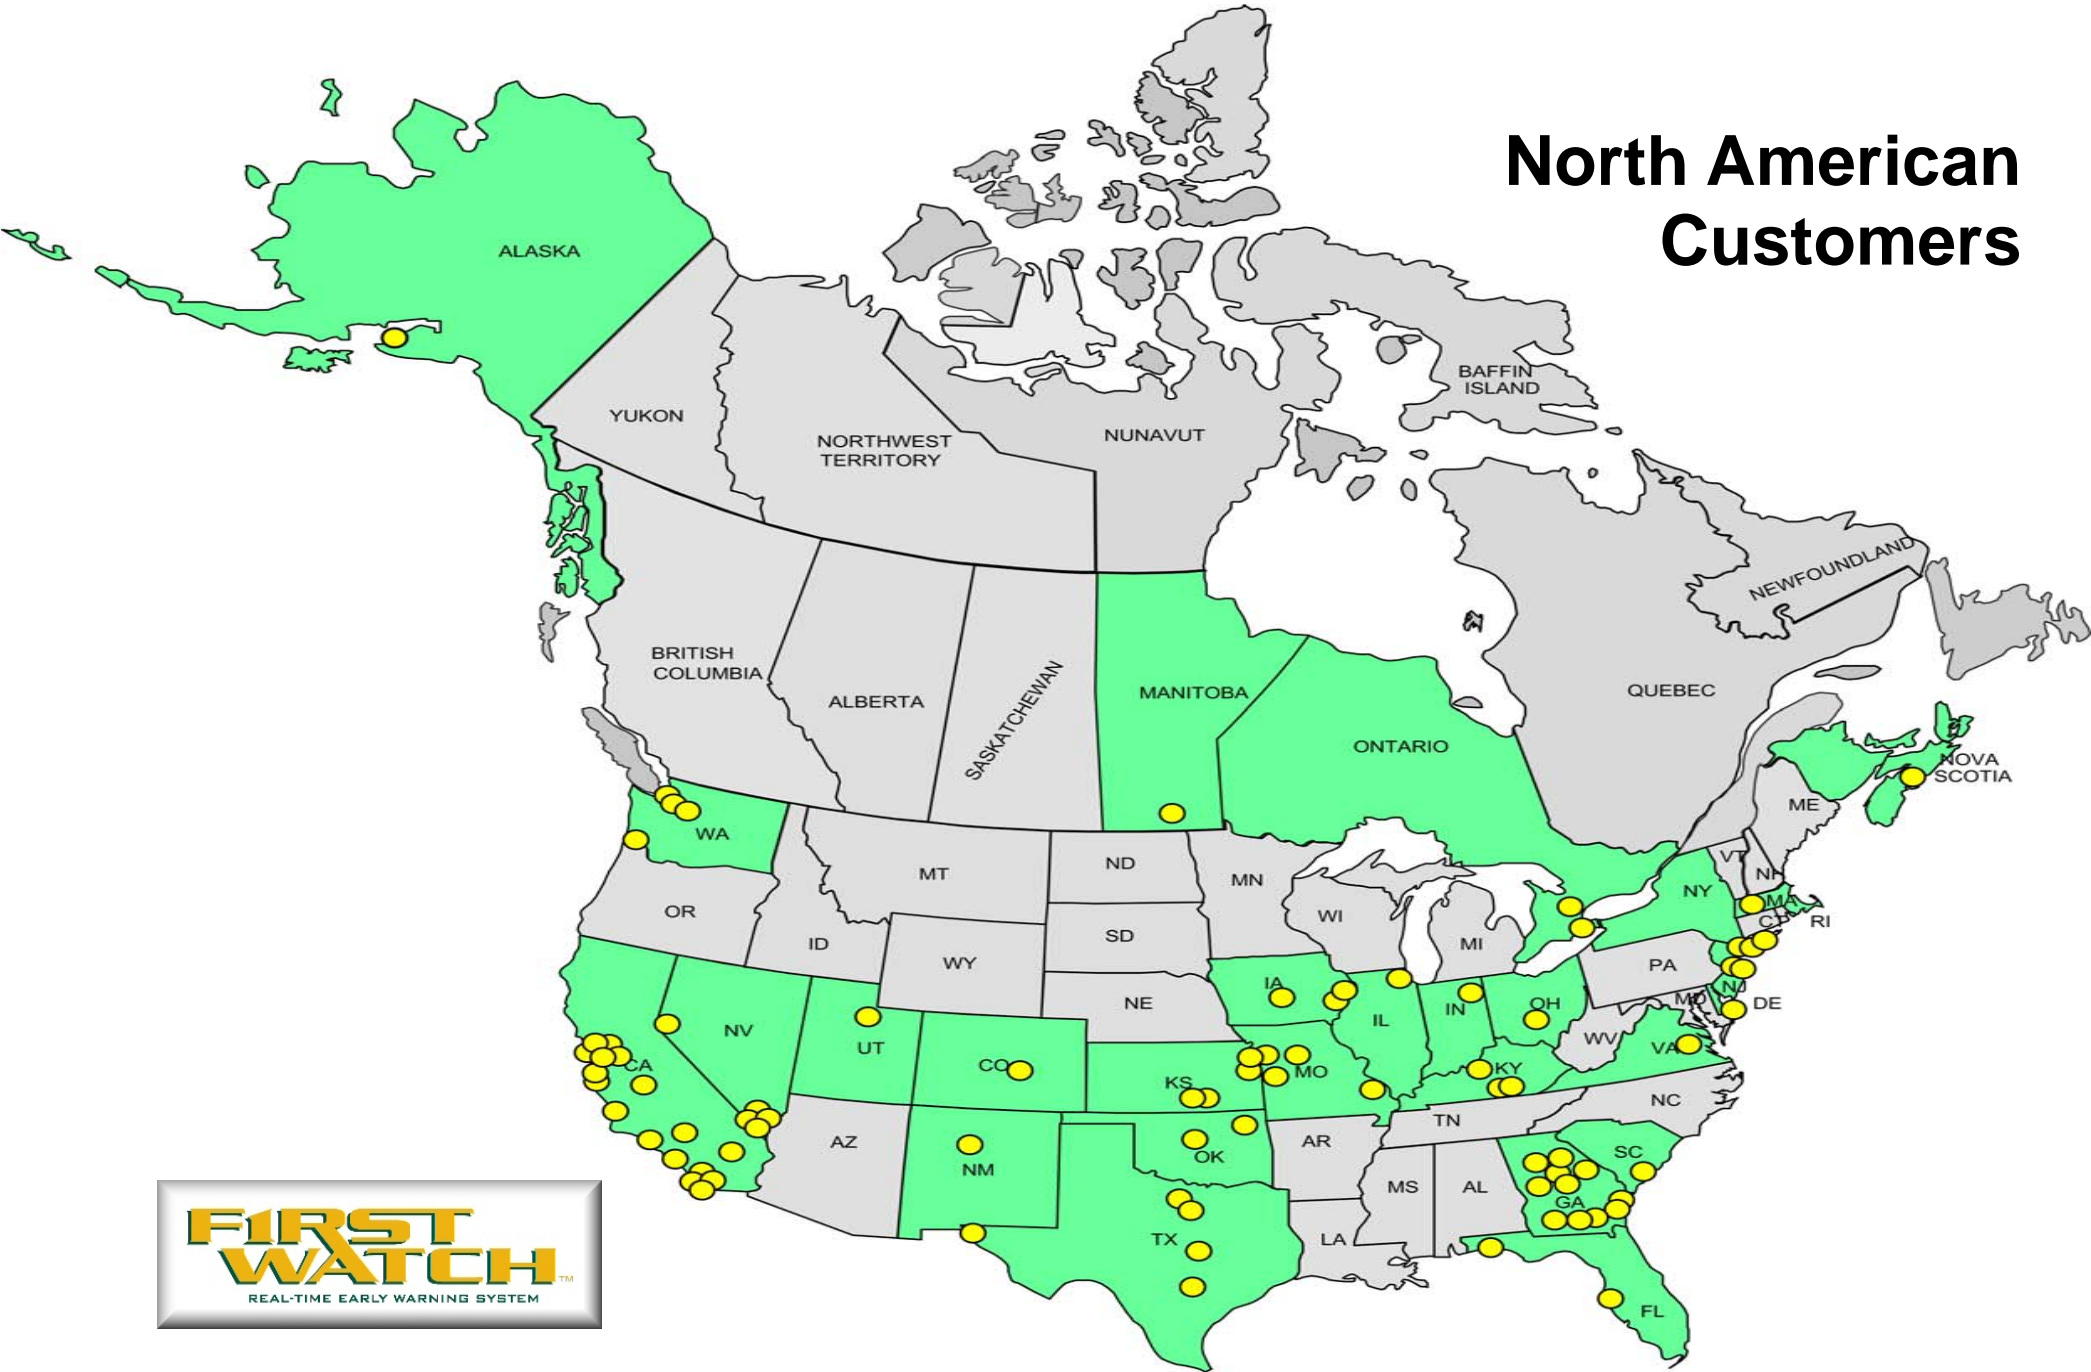 North American
Customers
ALASKA
YUKON
NORTHWEST
TERRITORY
NUNAVUT
BAFFIN
ISLAND
BRITISH
COLUMBIA
ALBERTA
SASKATCHEWAN
MANITOBA
ONTARIO
QUEBEC
NEWFOUNDLAND
NOVA
SCOTIA
WA
OR
ID
MT
WY
ND
SD
NE
MN
WI
MI
NY
VT
NH
ME
MA
CT
RI
PA
NJ
MD
DE
CA
NV
UT
CO
KS
IA
MO
IL
IN
OH
KY
WV
VA
AZ
NM
OK
TX
AR
LA
TN
MS
AL
NC
SC
GA
FL
FIRST
WATCH™
REAL-TIME EARLY WARNING SYSTEM